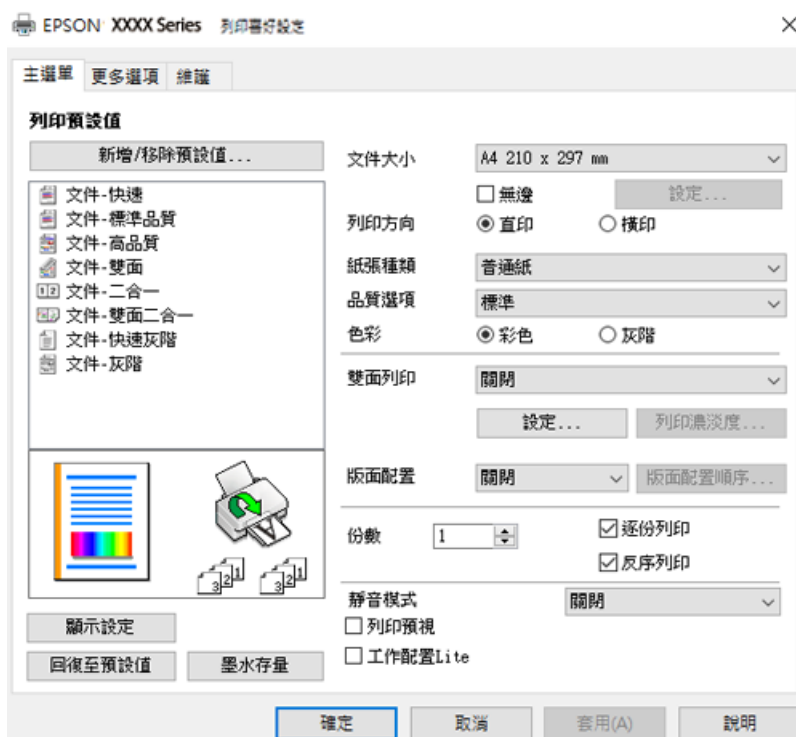 EPSON XXXX Series 列印喜好設定
主選單 更多選項 維護
列印預設值
新增/移除預設值...
文件-快速
文件-標準品質
文件-高品質
文件-雙面
文件-二合一
文件-雙面二合一
文件-快速灰階
文件-灰階
顯示設定
回復至預設值 墨水存量
文件大小 A4 210 x 297 mm
無邊 設定...
列印方向 直印 橫印
紙張種類 普通紙
品質選項 標準
色彩 彩色 灰階
雙面列印 關閉
設定... 列印濃淡度...
版面配置 關閉 版面配置順序...
份數 1 逐份列印
反序列印
靜音模式 關閉
列印預視
工作配置Lite
確定 取消 套用(A) 說明